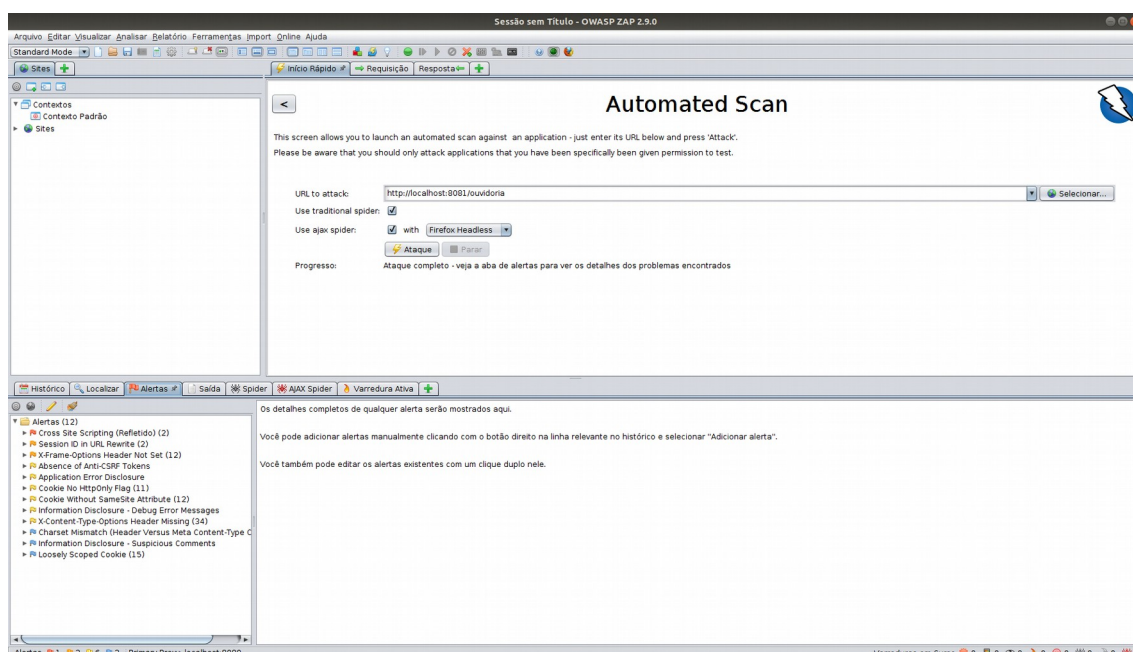 Sessão sem Título - OWASP ZAP 2.9.0
Arquivo Editar Visualizar Analisar Relatório Ferramentas Import Online Ajuda
Standard Mode
Sites
Início Rápido
Requisição
Resposta
Contextos
Contexto Padrão
Sites
<
Automated Scan
This screen allows you to launch an automated scan against an application - just enter its URL below and press 'Attack'.
Please be aware that you should only attack applications that you have been specifically been given permission to test.
URL to attack: http://localhost:8081/ouvidoria Selecionar...
Use traditional spider:
Use ajax spider: with Firefox Headless
Ataque Parar
Progresso: Ataque completo - veja a aba de alertas para ver os detalhes dos problemas encontrados
Histórico Localizar Alertas Saída Spider AJAX Spider Varredura Ativa
Alertas (12)
Cross Site Scripting (Refletido) (2)
Session ID in URL Rewrite (2)
X-Frame-Options Header Not Set (12)
Absence of Anti-CSRF Tokens
Application Error Disclosure
Cookie No HttpOnly Flag (11)
Cookie Without SameSite Attribute (12)
Information Disclosure - Debug Error Messages
X-Content-Type-Options Header Missing (34)
Charset Mismatch (Header Versus Meta Content-Type C
Information Disclosure - Suspicious Comments
Loosely Scoped Cookie (15)
Os detalhes completos de qualquer alerta serão mostrados aqui.
Você pode adicionar alertas manualmente clicando com o botão direito na linha relevante no histórico e selecionar "Adicionar alerta".
Você também pode editar os alertas existentes com um clique duplo nele.